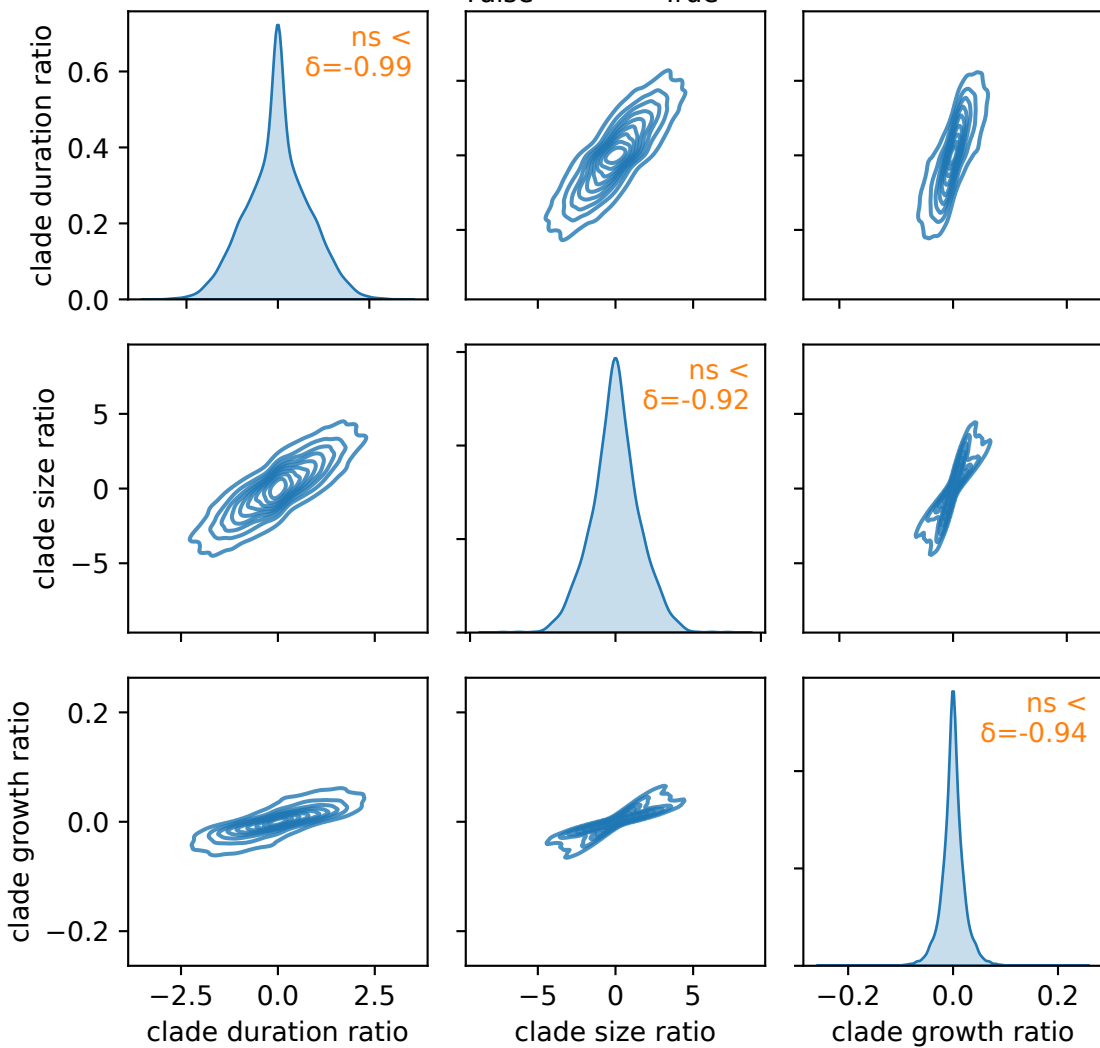 clade duration ratio
0.6
0.4
0.2
0.0
ns <
δ=-0.99
clade size ratio
5
0
−5
ns <
δ=-0.92
clade growth ratio
0.2
0.0
−0.2
ns <
δ=-0.94
−2.5 0.0 2.5
−5 0 5
−0.2 0.0 0.2
clade duration ratio
clade size ratio
clade growth ratio